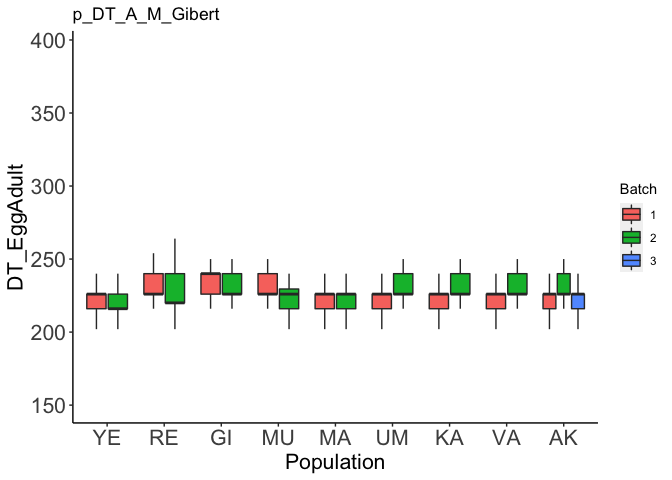 p_DT_A_M_Gibert
400
350
300
250
200
150
DT_EggAdult
YE RE GI MU MA UM KA VA AK
Population
Batch
1
2
3